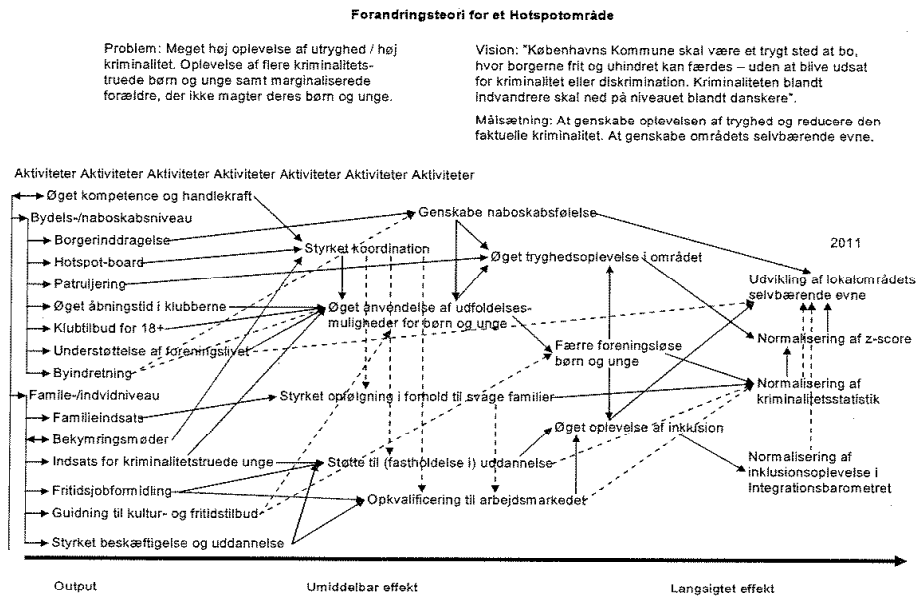 Forandringsteori for et Hotspotområde
Problem: Meget høj oplevelse af utryghed / høj
kriminalitet. Oplevelse af flere kriminalitets-
truede børn og unge samt marginaliserede
forældre, der ikke magter deres børn og unge.
Vision: "Københavns Kommune skal være et trygt sted at bo,
hvor borgerne frit og uhindret kan færdes – uden at blive udsat
for kriminalitet eller diskrimination. Kriminaliteten blandt
indvandrere skal ned på niveauet blandt danskere".
Målsætning: At genskabe oplevelsen af tryghed og reducere den
faktuelle kriminalitet. At genskabe områdets selvbærende evne.
Aktiviteter Aktiviteter Aktiviteter Aktiviteter Aktiviteter Aktiviteter Aktiviteter
Øget kompetence og handlekraft
Bydels-/naboskabsniveau
Borgerinddragelse
Hotspot-board
Patruljering
Øget åbningstid i klubberne
Klubtilbud for 18+
Understøttelse af foreningslivet
Byindretning
Famile-/indvidniveau
Familieindsats
Bekymringsmøder
Indsats for kriminalitetstruede unge
Fritidsjobformidling
Guidning til kultur- og fritidstilbud
Styrket beskæftigelse og uddannelse
Genskabe naboskabsfølelse
Styrket koordination
Øget tryghedsoplevelse i området
Øget anvendelse af udfoldelses-
muligheder for børn og unge
Færre foreningsløse
børn og unge
Styrket opfølgning i forhold til svage familier
Øget oplevelse af inklusion
Støtte til (fastholdelse i) uddannelse
Opkvalificering til arbejdsmarkedet
2011
Udvikling af lokalområdets
selvbærende evne
Normalisering af z-score
Normalisering af
kriminalitetsstatistik
Normalisering af
inklusionsoplevelse i
Integrationsbarometret
Output
Umiddelbar effekt
Langsigtet effekt